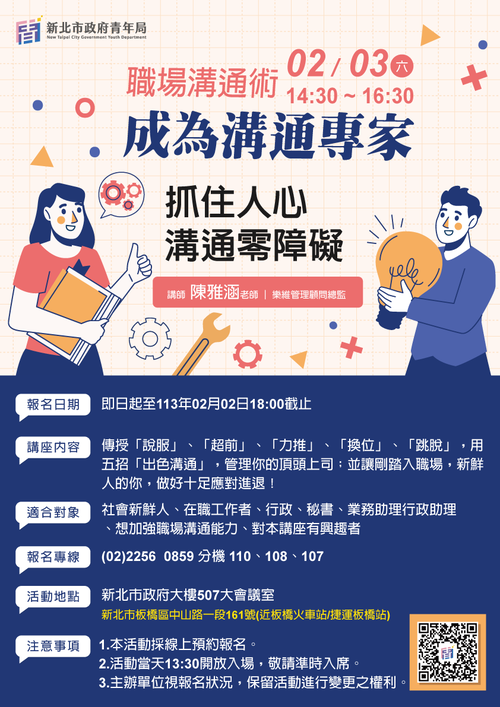 新北市政府青年局
New Taipei City Government Youth Department
02 / 03 六
職場溝通術
14:30 ~ 16:30
成為溝通專家
抓住人心
溝通零障礙
講師 陳雅涵老師 | 樂維管理顧問總監
報名日期 即日起至113年02月02日18:00截止
講座內容 傳授「說服」、「超前」、「力推」、「換位」、「跳脫」，用
五招「出色溝通」，管理你的頂頭上司；並讓剛踏入職場，新鮮
人的你，做好十足應對進退！
適合對象 社會新鮮人、在職工作者、行政、秘書、業務助理行政助理
、想加強職場溝通能力、對本講座有興趣者
報名專線 (02)2256 0859 分機 110、108、107
活動地點 新北市政府大樓507大會議室
新北市板橋區中山路一段161號(近板橋火車站/捷運板橋站)
注意事項 1.本活動採線上預約報名。
2.活動當天13:30開放入場，敬請準時入席。
3.主辦單位視報名狀況，保留活動進行變更之權利。